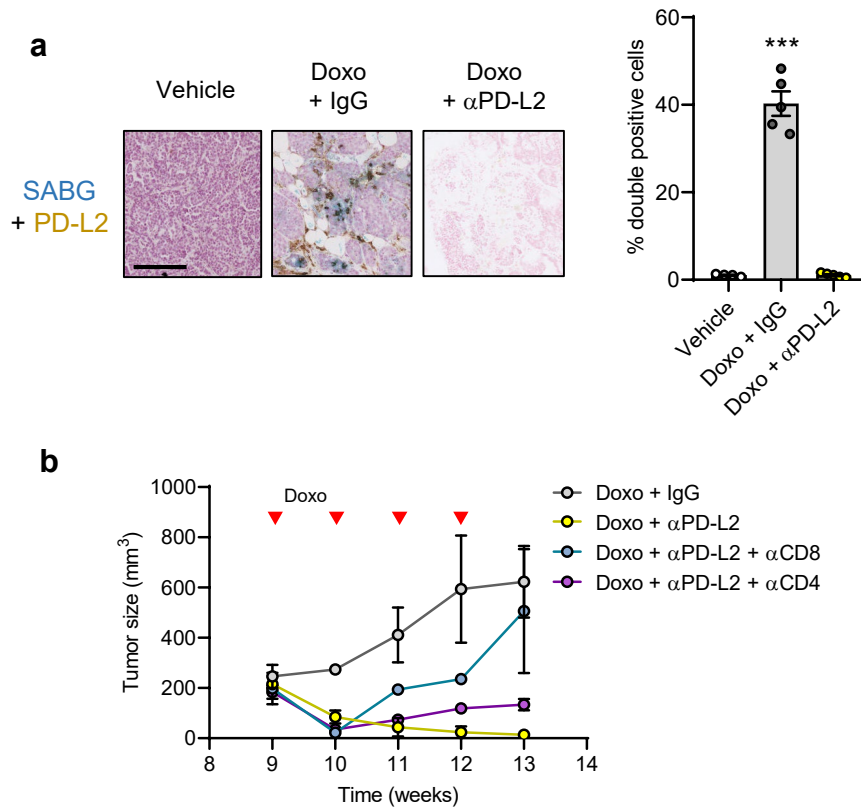 a
Vehicle
Doxo
+ IgG
Doxo
+ αPD-L2
SABG
+ PD-L2
% double positive cells
60
40
20
0
***
Vehicle
Doxo + IgG
Doxo + αPD-L2
b
Tumor size (mm³)
1000
800
600
400
200
0
Doxo
8 9 10 11 12 13 14
Time (weeks)
Doxo + IgG
Doxo + αPD-L2
Doxo + αPD-L2 + αCD8
Doxo + αPD-L2 + αCD4